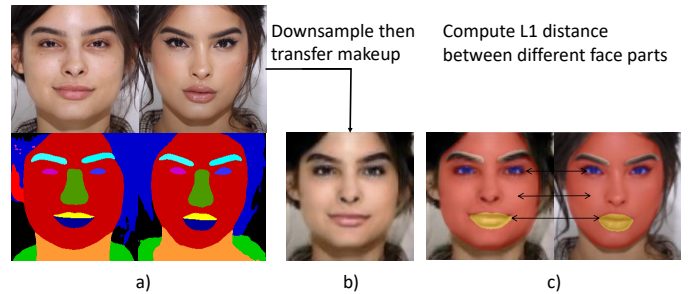 Downsample then
transfer makeup
Compute L1 distance
between different face parts
a)
b)
c)